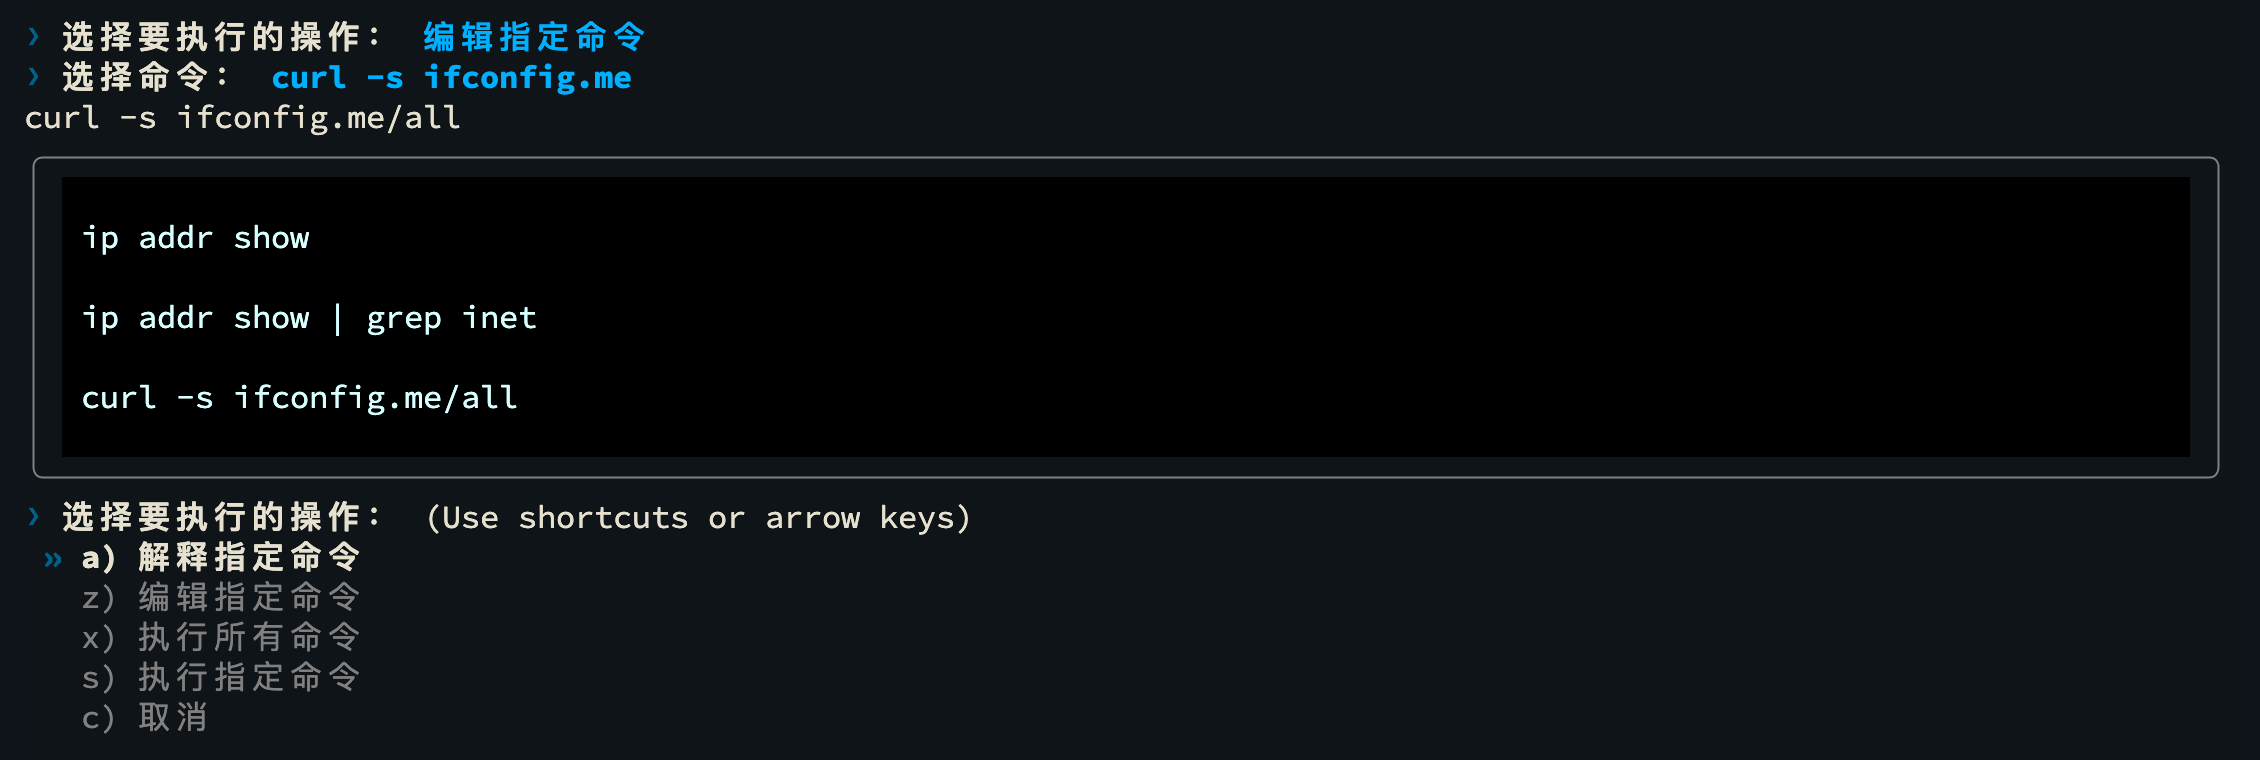 › 选择要执行的操作： 编辑指定命令
› 选择命令： curl -s ifconfig.me
curl -s ifconfig.me/all
ip addr show
ip addr show | grep inet
curl -s ifconfig.me/all
› 选择要执行的操作： (Use shortcuts or arrow keys)
» a) 解释指定命令
z) 编辑指定命令
x) 执行所有命令
s) 执行指定命令
c) 取消